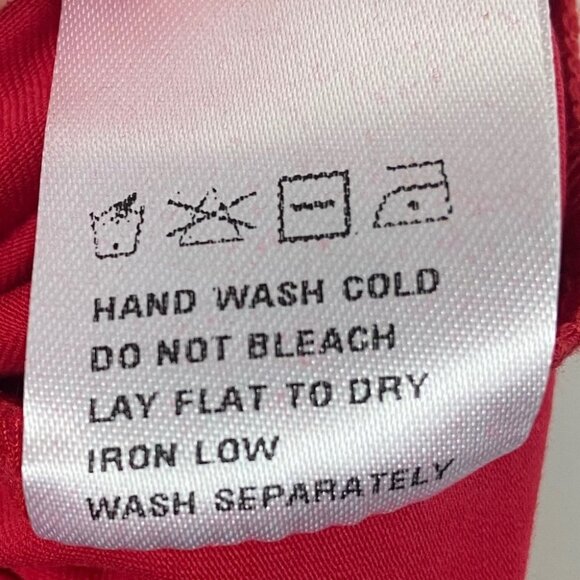 HAND WASH COLD
DO NOT BLEACH
LAY FLAT TO DRY
IRON LOW
WASH SEPARATELY